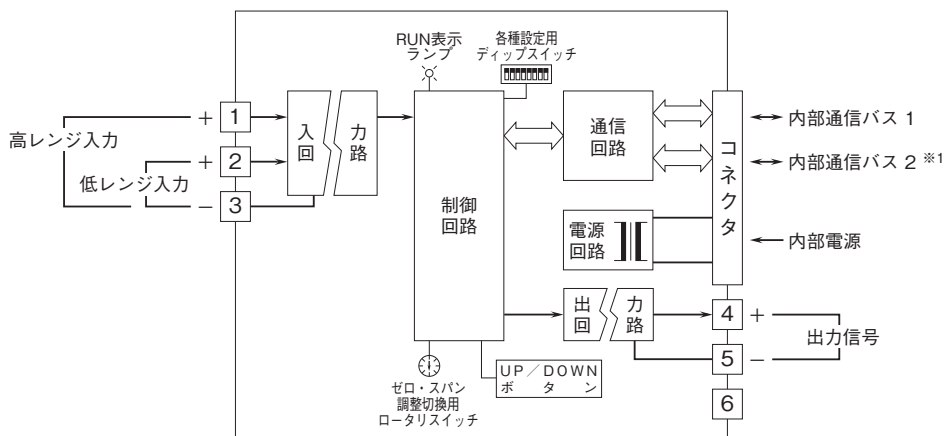 RUN表示
ランプ
各種設定用
ディップスイッチ
高レンジ入力
+ 1
+ 2
低レンジ入力
− 3
入 力
回 路
制御
回路
通信
回路
電源
回路
出 力
回 路
コネクタ
内部通信バス 1
内部通信バス 2 ※1
内部電源
4 +
出力信号
5 −
6
ゼロ・スパン
調整切換用
ロータリスイッチ
UP/DOWN
ボタン